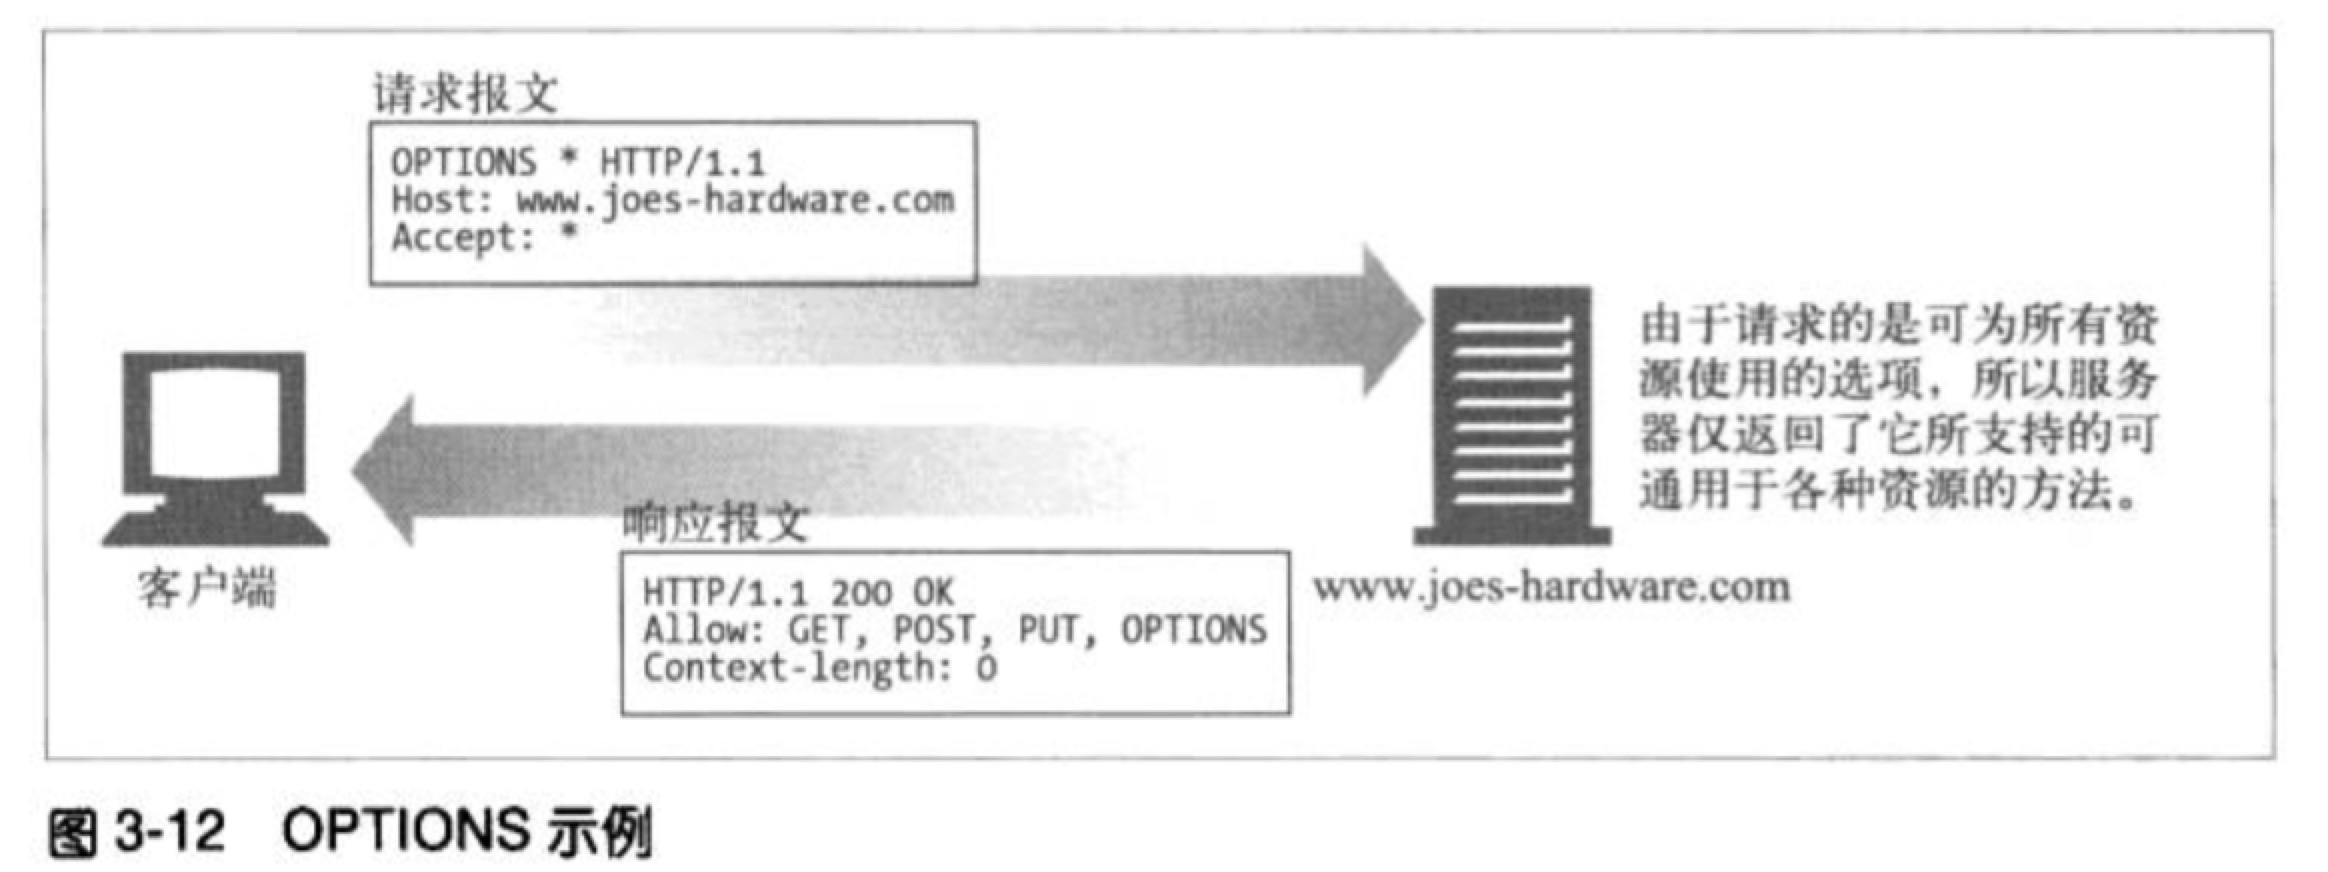 请求报文
OPTIONS * HTTP/1.1
Host: www.joes-hardware.com
Accept: *
由于请求的是可为所有资
源使用的选项，所以服务
器仅返回了它所支持的可
通用于各种资源的方法。
响应报文
HTTP/1.1 200 OK
Allow: GET, POST, PUT, OPTIONS
Context-length: 0
客户端
www.joes-hardware.com
图 3-12 OPTIONS 示例